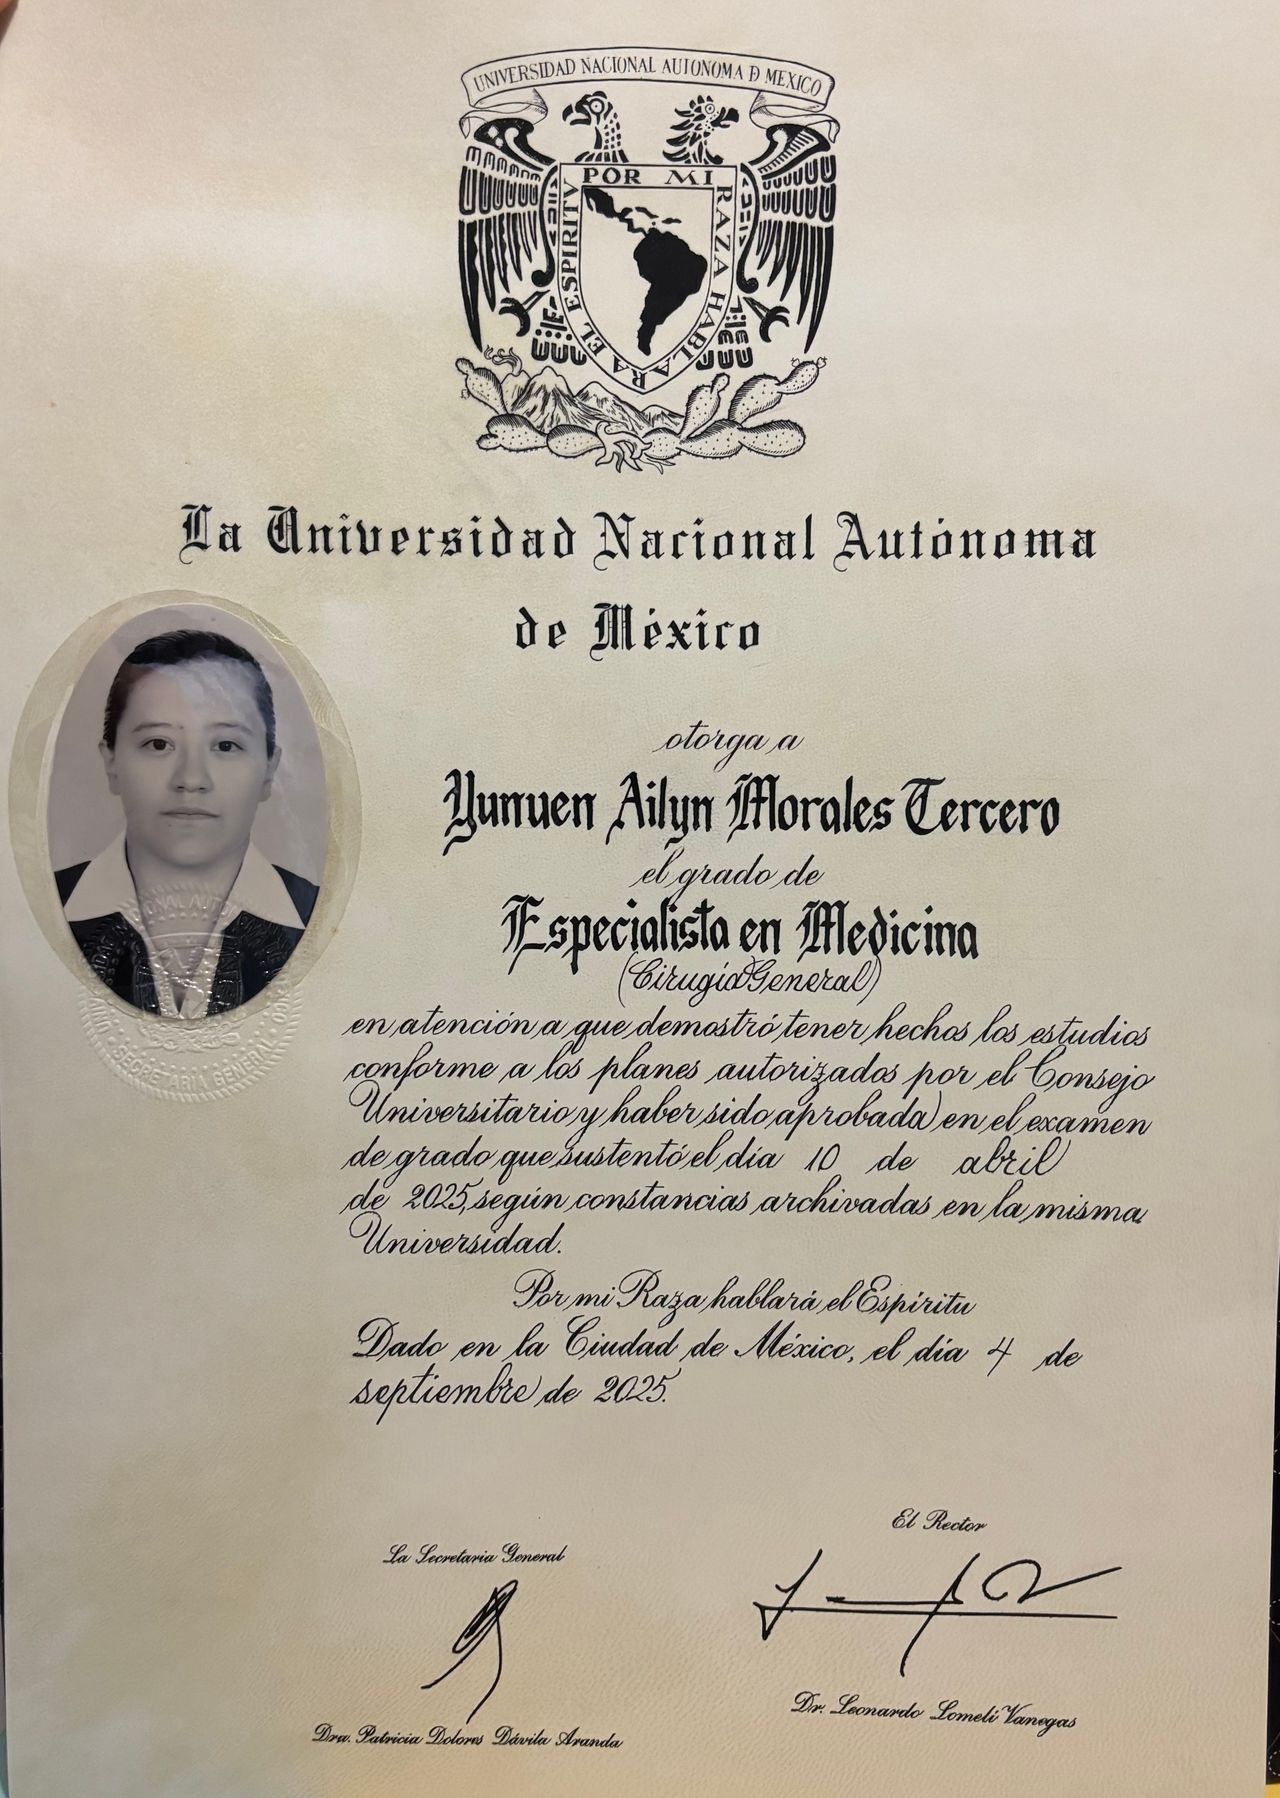 UNIVERSIDAD NACIONAL AUTONOMA D MEXICO
POR MI RAZA HABLARA EL ESPIRITU
La Universidad Nacional Autónoma
de México
otorga a
Yunuen Ailyn Morales Tercero
el grado de
Especialista en Medicina
(Cirugía General)
en atención a que demostró tener hechos los estudios
conforme a los planes autorizados por el Consejo
Universitario y haber sido aprobada en el examen
de grado que sustentó el día 10 de abril
de 2025, según constancias archivadas en la misma
Universidad.
Por mi Raza hablará el Espíritu
Dado en la Ciudad de México, el día 4 de
septiembre de 2025.
SECRETARIA GENERAL
La Secretaria General
Dra. Patricia Dolores Dávila Aranda
El Rector
Dr. Leonardo Lomelí Vanegas